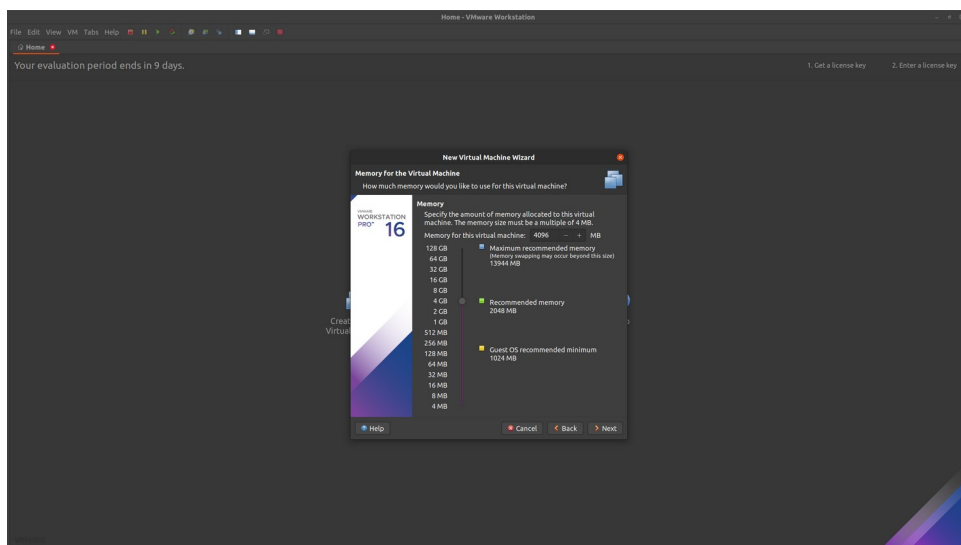 Home - VMware Workstation
File Edit View VM Tabs Help
Home
Your evaluation period ends in 9 days.
1. Get a license key
2. Enter a license key
New Virtual Machine Wizard
Memory for the Virtual Machine
How much memory would you like to use for this virtual machine?
VMWARE
WORKSTATION
PRO™ 16
Memory
Specify the amount of memory allocated to this virtual
machine. The memory size must be a multiple of 4 MB.
Memory for this virtual machine: 4096 − + MB
128 GB
64 GB
32 GB
16 GB
8 GB
4 GB
2 GB
1 GB
512 MB
256 MB
128 MB
64 MB
32 MB
16 MB
8 MB
4 MB
Maximum recommended memory
(Memory swapping may occur beyond this size)
13944 MB
Recommended memory
2048 MB
Guest OS recommended minimum
1024 MB
Creat
Virtual
Help
Cancel
Back
Next